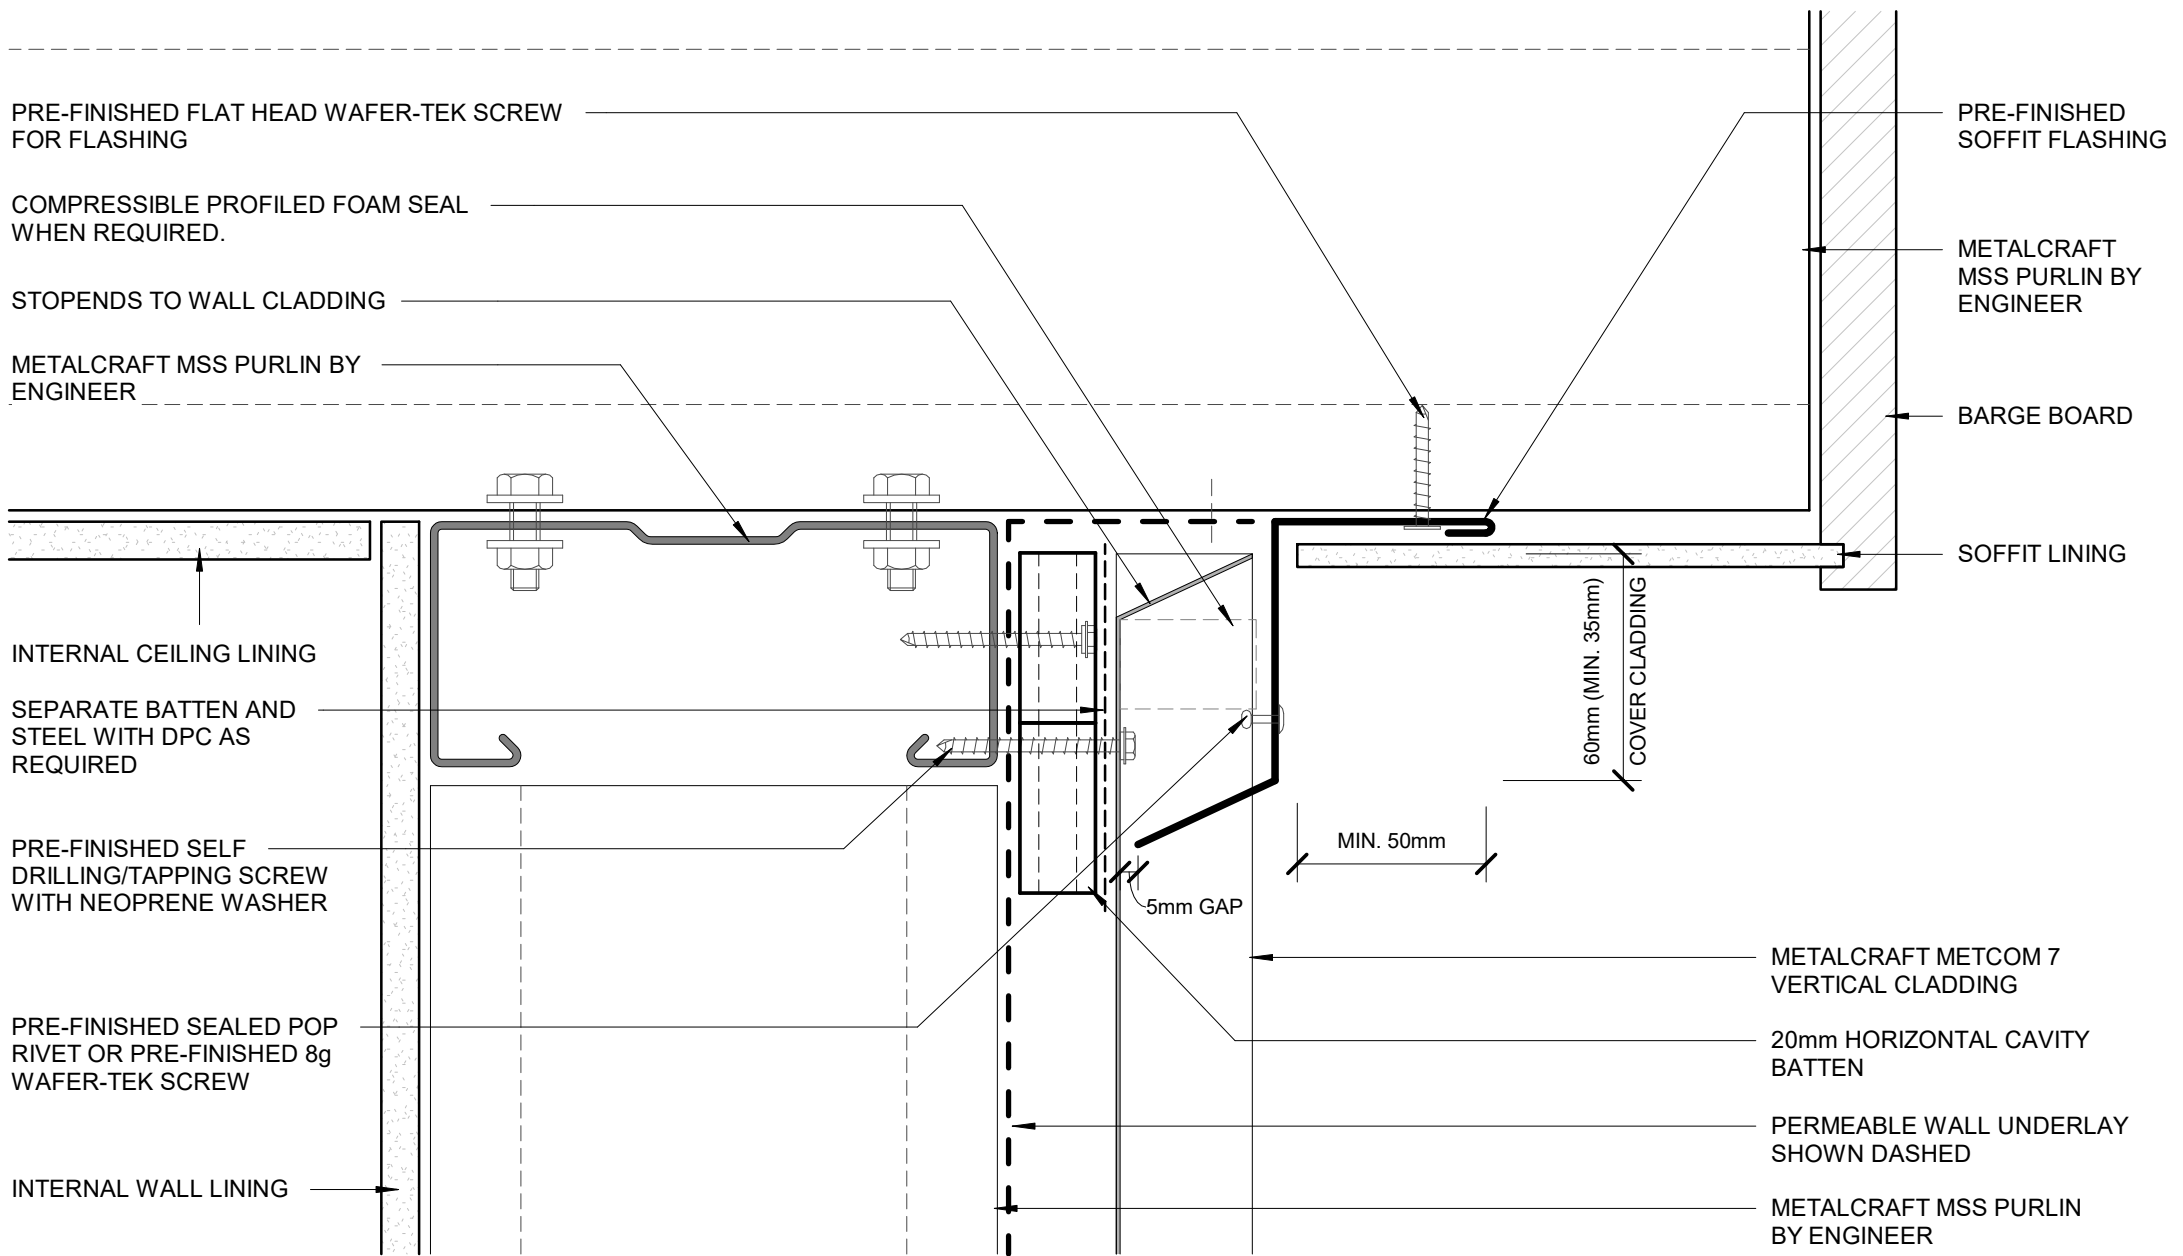 PRE-FINISHED FLAT HEAD WAFER-TEK SCREW
FOR FLASHING
COMPRESSIBLE PROFILED FOAM SEAL
WHEN REQUIRED.
STOPENDS TO WALL CLADDING
METALCRAFT MSS PURLIN BY
ENGINEER
INTERNAL CEILING LINING
SEPARATE BATTEN AND
STEEL WITH DPC AS
REQUIRED
PRE-FINISHED SELF
DRILLING/TAPPING SCREW
WITH NEOPRENE WASHER
PRE-FINISHED SEALED POP
RIVET OR PRE-FINISHED 8g
WAFER-TEK SCREW
INTERNAL WALL LINING
60mm (MIN. 35mm)
COVER CLADDING
MIN. 50mm
5mm GAP
PRE-FINISHED
SOFFIT FLASHING
METALCRAFT
MSS PURLIN BY
ENGINEER
BARGE BOARD
SOFFIT LINING
METALCRAFT METCOM 7
VERTICAL CLADDING
20mm HORIZONTAL CAVITY
BATTEN
PERMEABLE WALL UNDERLAY
SHOWN DASHED
METALCRAFT MSS PURLIN
BY ENGINEER